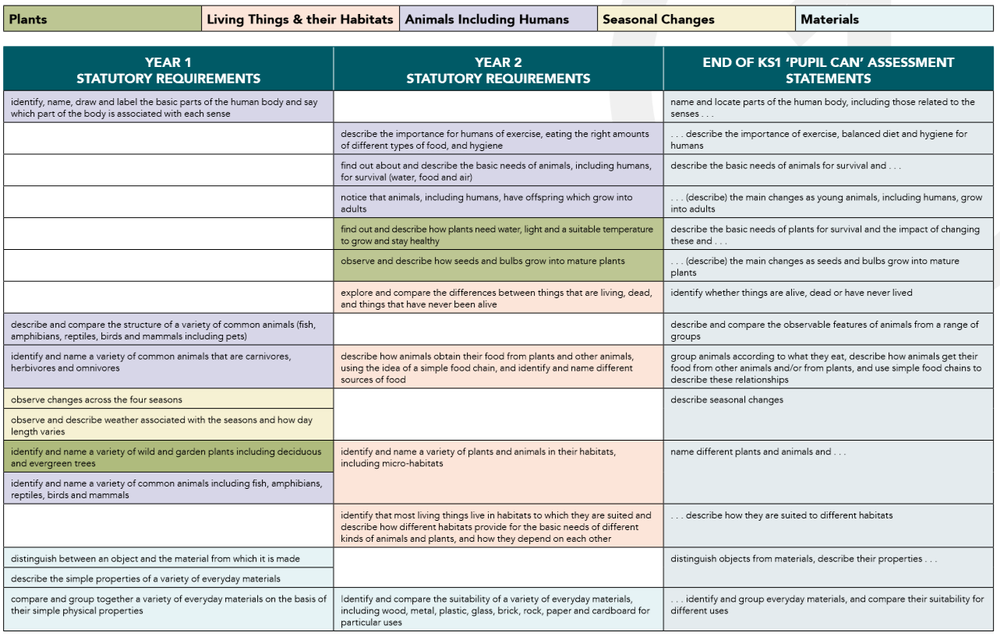 Plants
Living Things & their Habitats
Animals Including Humans
Seasonal Changes
Materials
YEAR 1
STATUTORY REQUIREMENTS
YEAR 2
STATUTORY REQUIREMENTS
END OF KS1 ‘PUPIL CAN’ ASSESSMENT
STATEMENTS
identify, name, draw and label the basic parts of the human body and say
which part of the body is associated with each sense
name and locate parts of the human body, including those related to the
senses . . .
describe the importance for humans of exercise, eating the right amounts
of different types of food, and hygiene
. . . describe the importance of exercise, balanced diet and hygiene for
humans
find out about and describe the basic needs of animals, including humans,
for survival (water, food and air)
describe the basic needs of animals for survival and . . .
notice that animals, including humans, have offspring which grow into
adults
. . . (describe) the main changes as young animals, including humans, grow
into adults
find out and describe how plants need water, light and a suitable temperature
to grow and stay healthy
describe the basic needs of plants for survival and the impact of changing
these and . . .
observe and describe how seeds and bulbs grow into mature plants
. . . (describe) the main changes as seeds and bulbs grow into mature
plants
explore and compare the differences between things that are living, dead,
and things that have never been alive
identify whether things are alive, dead or have never lived
describe and compare the structure of a variety of common animals (fish,
amphibians, reptiles, birds and mammals including pets)
describe and compare the observable features of animals from a range of
groups
identify and name a variety of common animals that are carnivores,
herbivores and omnivores
describe how animals obtain their food from plants and other animals,
using the idea of a simple food chain, and identify and name different
sources of food
group animals according to what they eat, describe how animals get their
food from other animals and/or from plants, and use simple food chains to
describe these relationships
observe changes across the four seasons
observe and describe weather associated with the seasons and how day
length varies
describe seasonal changes
identify and name a variety of wild and garden plants including deciduous
and evergreen trees
identify and name a variety of common animals including fish, amphibians,
reptiles, birds and mammals
identify and name a variety of plants and animals in their habitats,
including micro-habitats
name different plants and animals and . . .
identify that most living things live in habitats to which they are suited and
describe how different habitats provide for the basic needs of different
kinds of animals and plants, and how they depend on each other
. . . describe how they are suited to different habitats
distinguish between an object and the material from which it is made
describe the simple properties of a variety of everyday materials
distinguish objects from materials, describe their properties . . .
compare and group together a variety of everyday materials on the basis of
their simple physical properties
Identify and compare the suitability of a variety of everyday materials,
including wood, metal, plastic, glass, brick, rock, paper and cardboard for
particular uses
. . . identify and group everyday materials, and compare their suitability for
different uses